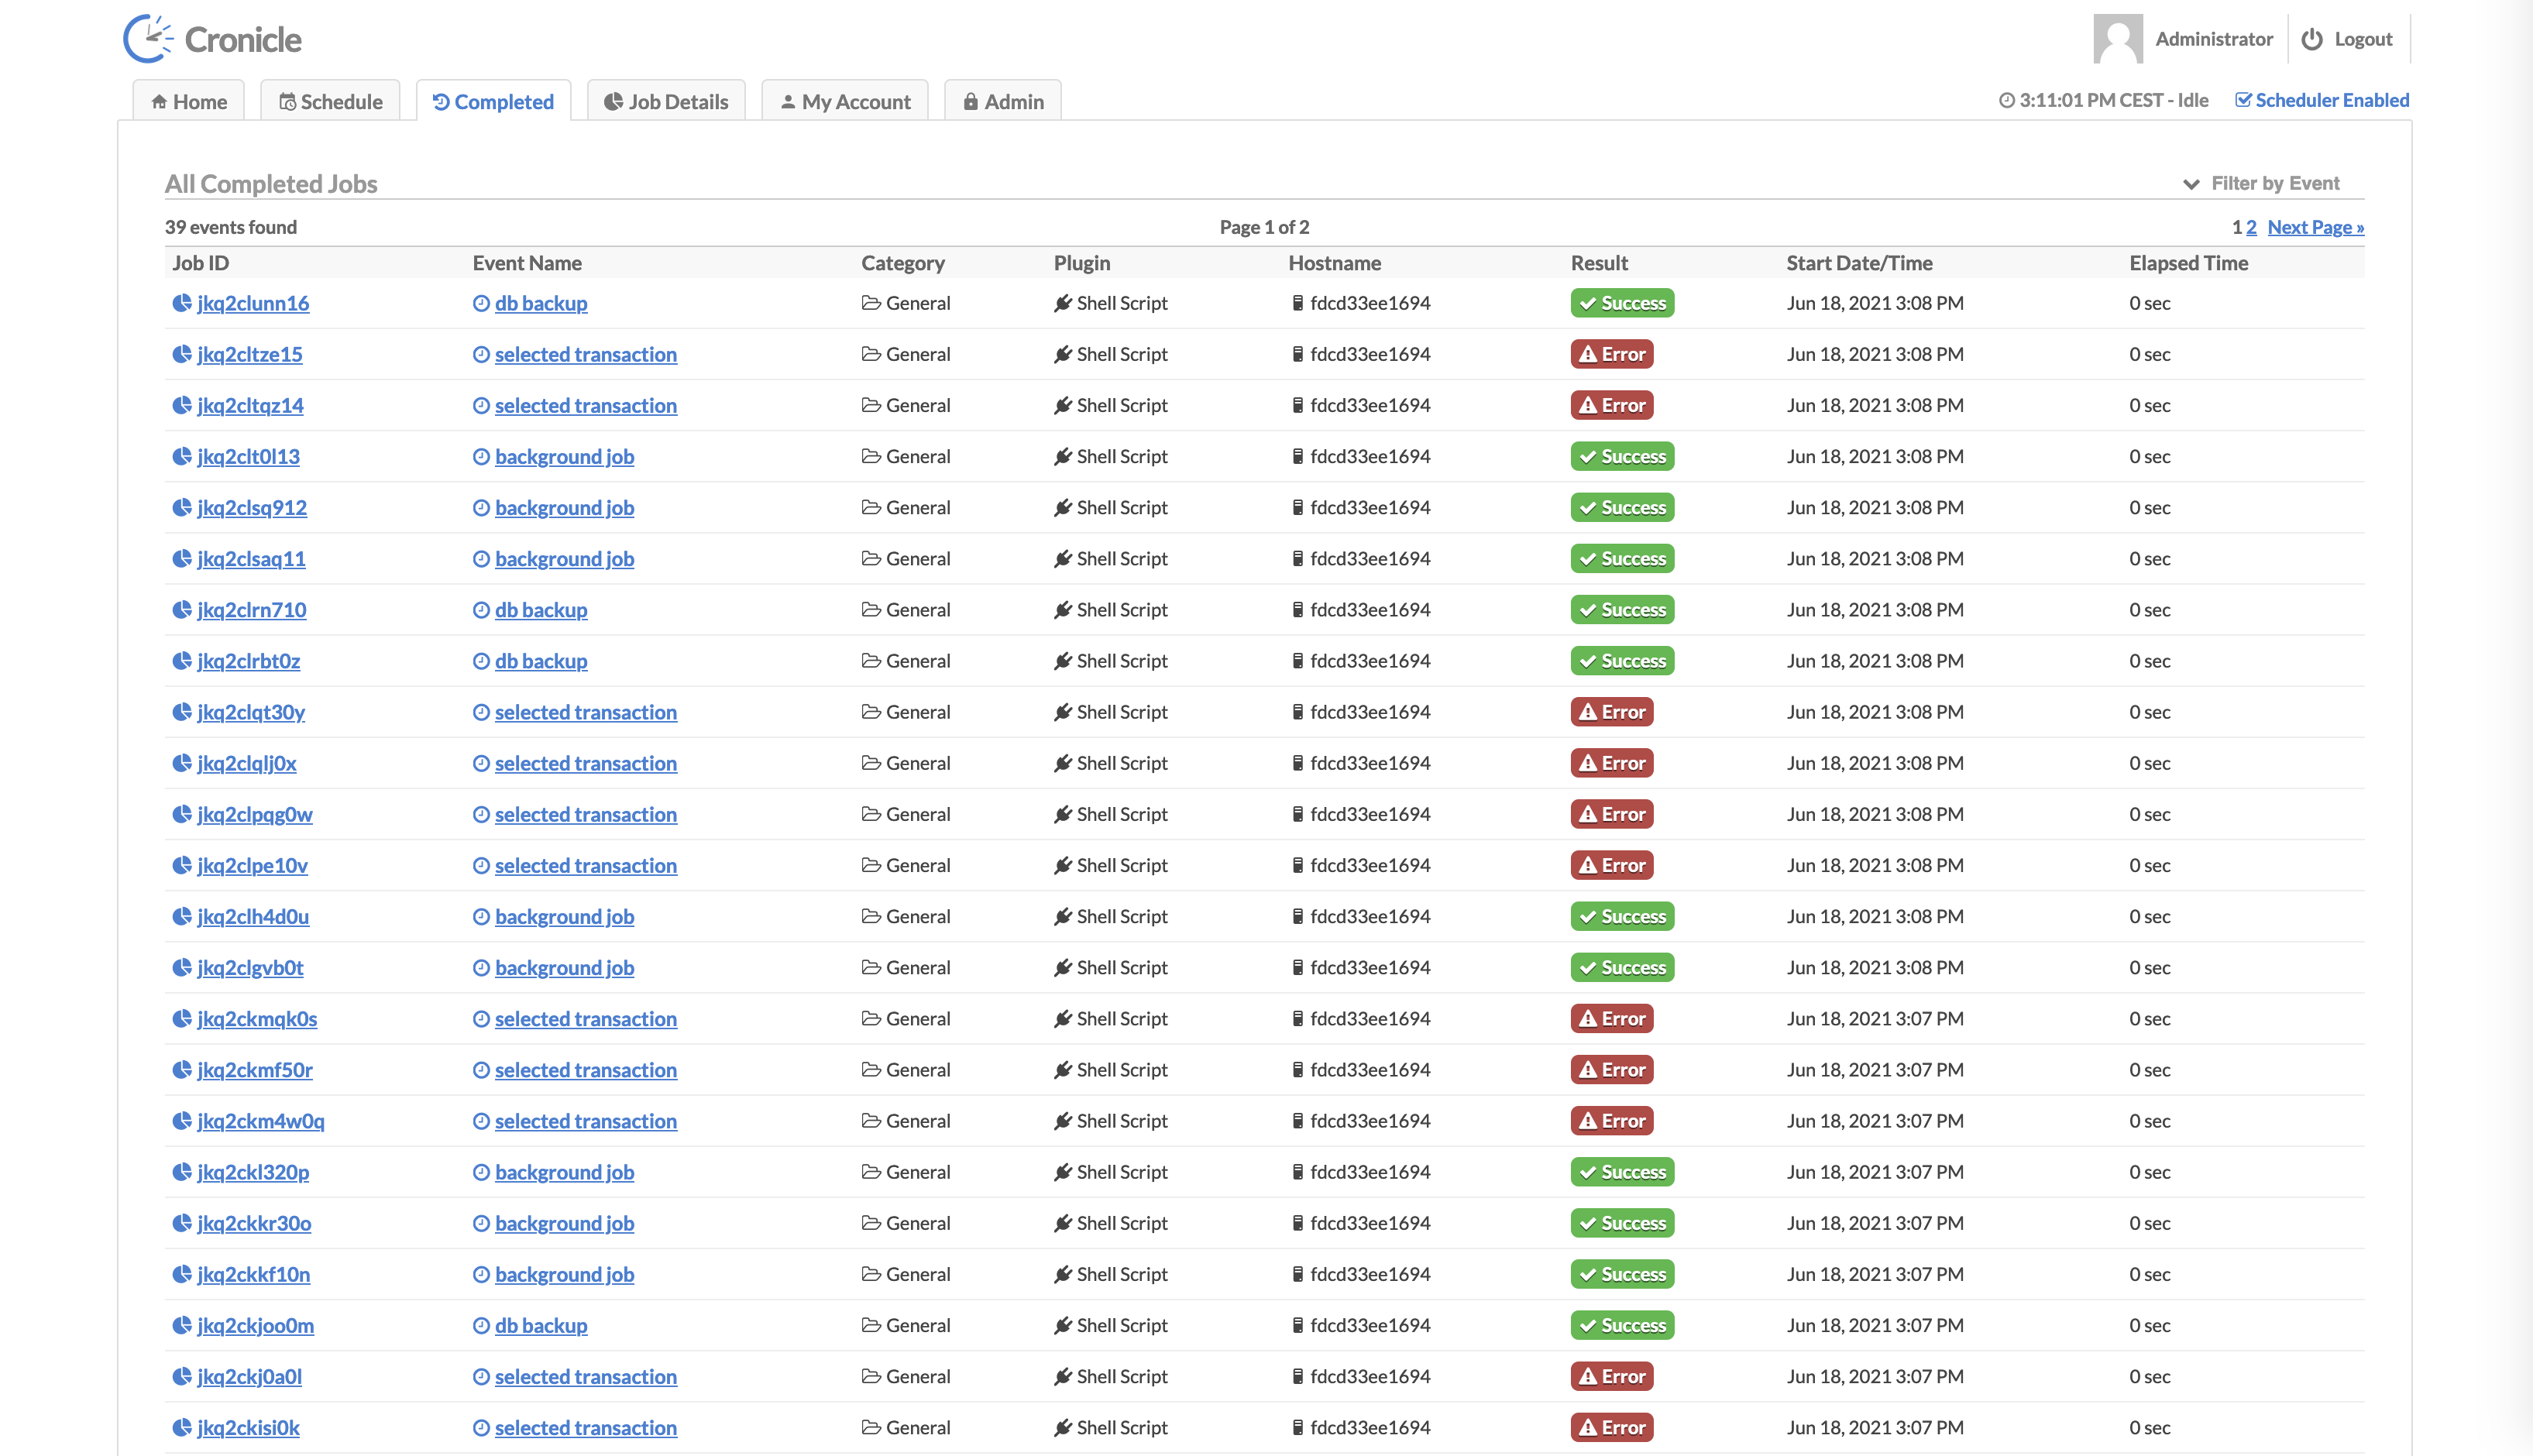 Cronicle
Administrator Logout
Home Schedule Completed Job Details My Account Admin 3:11:01 PM CEST - Idle Scheduler Enabled
All Completed Jobs Filter by Event
39 events found Page 1 of 2 1 2 Next Page »
Job ID Event Name Category Plugin Hostname Result Start Date/Time Elapsed Time
jkq2clunn16 db backup General Shell Script fdcd33ee1694 Success Jun 18, 2021 3:08 PM 0 sec
jkq2cltze15 selected transaction General Shell Script fdcd33ee1694 Error Jun 18, 2021 3:08 PM 0 sec
jkq2cltqz14 selected transaction General Shell Script fdcd33ee1694 Error Jun 18, 2021 3:08 PM 0 sec
jkq2clt0l13 background job General Shell Script fdcd33ee1694 Success Jun 18, 2021 3:08 PM 0 sec
jkq2clsq912 background job General Shell Script fdcd33ee1694 Success Jun 18, 2021 3:08 PM 0 sec
jkq2clsaq11 background job General Shell Script fdcd33ee1694 Success Jun 18, 2021 3:08 PM 0 sec
jkq2clrn710 db backup General Shell Script fdcd33ee1694 Success Jun 18, 2021 3:08 PM 0 sec
jkq2clrbt0z db backup General Shell Script fdcd33ee1694 Success Jun 18, 2021 3:08 PM 0 sec
jkq2clqt30y selected transaction General Shell Script fdcd33ee1694 Error Jun 18, 2021 3:08 PM 0 sec
jkq2clqlj0x selected transaction General Shell Script fdcd33ee1694 Error Jun 18, 2021 3:08 PM 0 sec
jkq2clpqg0w selected transaction General Shell Script fdcd33ee1694 Error Jun 18, 2021 3:08 PM 0 sec
jkq2clpe10v selected transaction General Shell Script fdcd33ee1694 Error Jun 18, 2021 3:08 PM 0 sec
jkq2clh4d0u background job General Shell Script fdcd33ee1694 Success Jun 18, 2021 3:08 PM 0 sec
jkq2clgvb0t background job General Shell Script fdcd33ee1694 Success Jun 18, 2021 3:08 PM 0 sec
jkq2ckmqk0s selected transaction General Shell Script fdcd33ee1694 Error Jun 18, 2021 3:07 PM 0 sec
jkq2ckmf50r selected transaction General Shell Script fdcd33ee1694 Error Jun 18, 2021 3:07 PM 0 sec
jkq2ckm4w0q selected transaction General Shell Script fdcd33ee1694 Error Jun 18, 2021 3:07 PM 0 sec
jkq2ckl320p background job General Shell Script fdcd33ee1694 Success Jun 18, 2021 3:07 PM 0 sec
jkq2ckkr30o background job General Shell Script fdcd33ee1694 Success Jun 18, 2021 3:07 PM 0 sec
jkq2ckkf10n background job General Shell Script fdcd33ee1694 Success Jun 18, 2021 3:07 PM 0 sec
jkq2ckjoo0m db backup General Shell Script fdcd33ee1694 Success Jun 18, 2021 3:07 PM 0 sec
jkq2ckj0a0l selected transaction General Shell Script fdcd33ee1694 Error Jun 18, 2021 3:07 PM 0 sec
jkq2ckisi0k selected transaction General Shell Script fdcd33ee1694 Error Jun 18, 2021 3:07 PM 0 sec